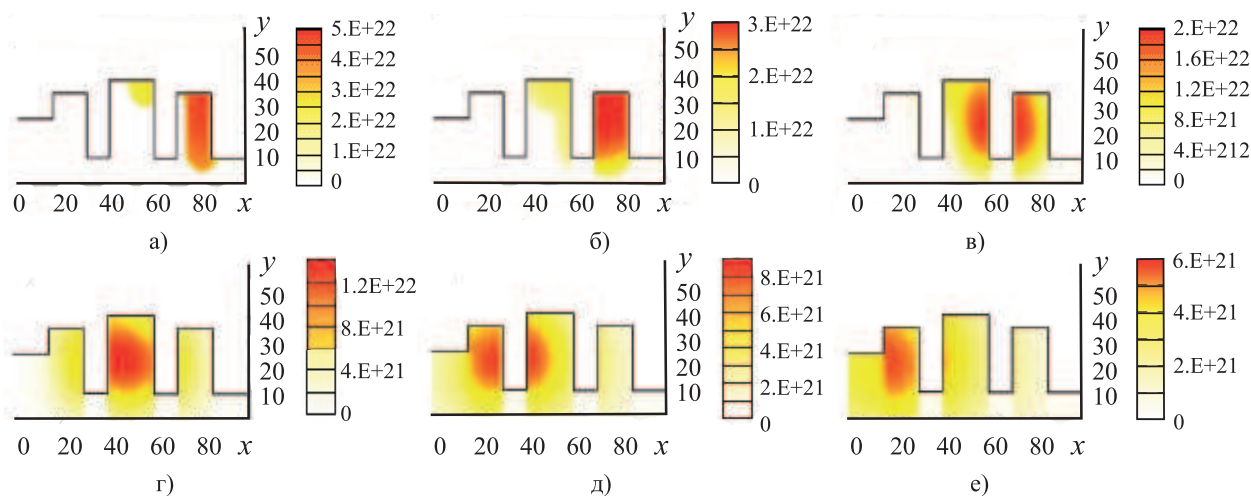 y 5.E+22
50 4.E+22
40 3.E+22
30 2.E+22
20 1.E+22
10 0
0 20 40 60 80 x
а)
y 3.E+22
50 2.E+22
40
30 1.E+22
20
10 0
0 20 40 60 80 x
б)
y 2.E+22
50 1.6E+22
40 1.2E+22
30 8.E+21
20 4.E+212
10 0
0 20 40 60 80 x
в)
y 1.2E+22
50 8.E+21
40
30 4.E+21
20
10 0
0 20 40 60 80 x
г)
y 8.E+21
50 6.E+21
40 4.E+21
30 2.E+21
20
10 0
0 20 40 60 80 x
д)
y 6.E+21
50 4.E+21
40
30 2.E+21
20
10 0
0 20 40 60 80 x
е)